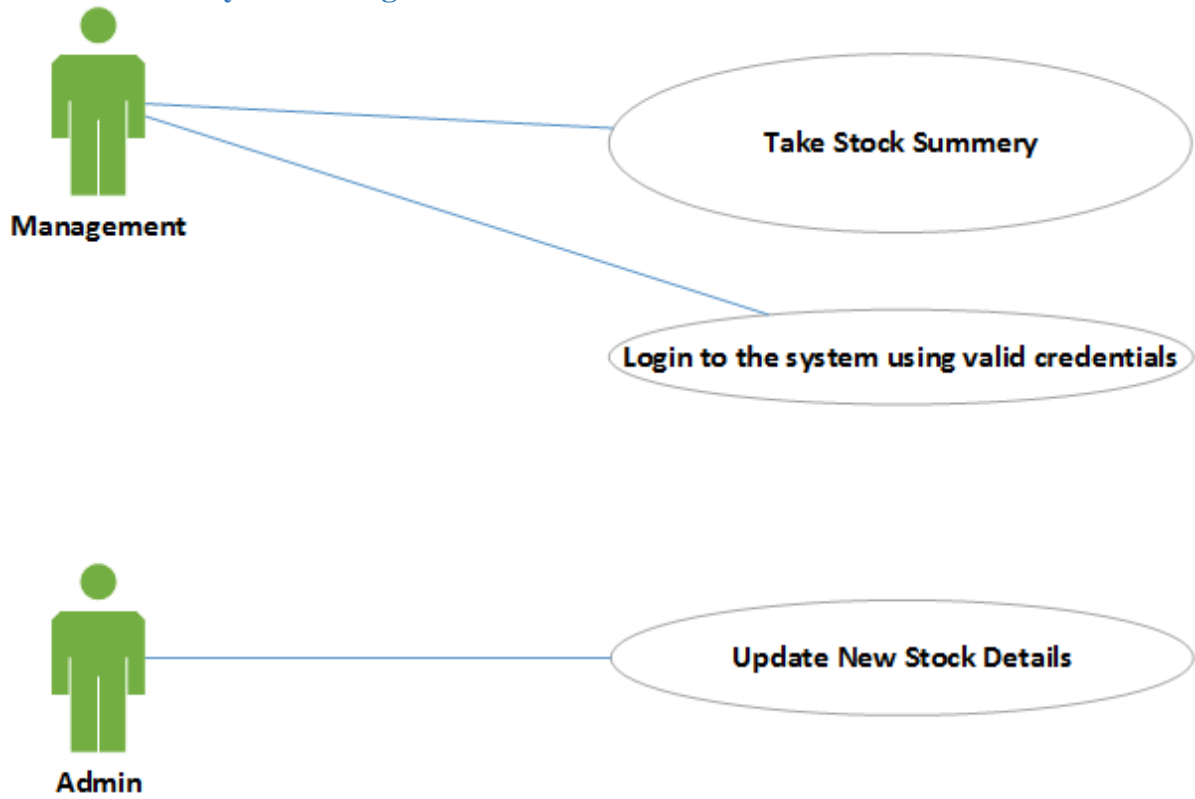 Take Stock Summery
Management
Login to the system using valid credentials
Update New Stock Details
Admin